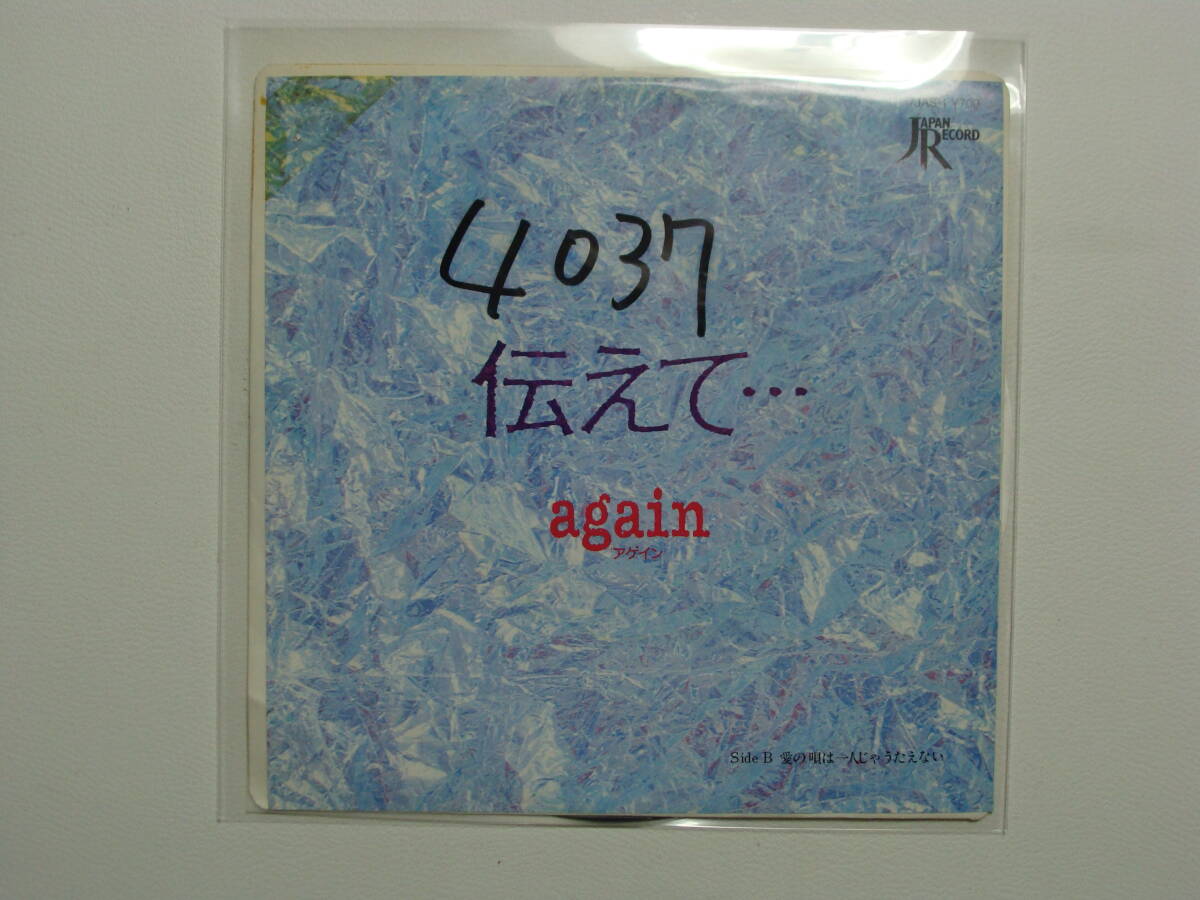 JAPAN RECORD
4037
伝えて…
again
アゲイン
Side B 愛の唄は一人じゃうたえない